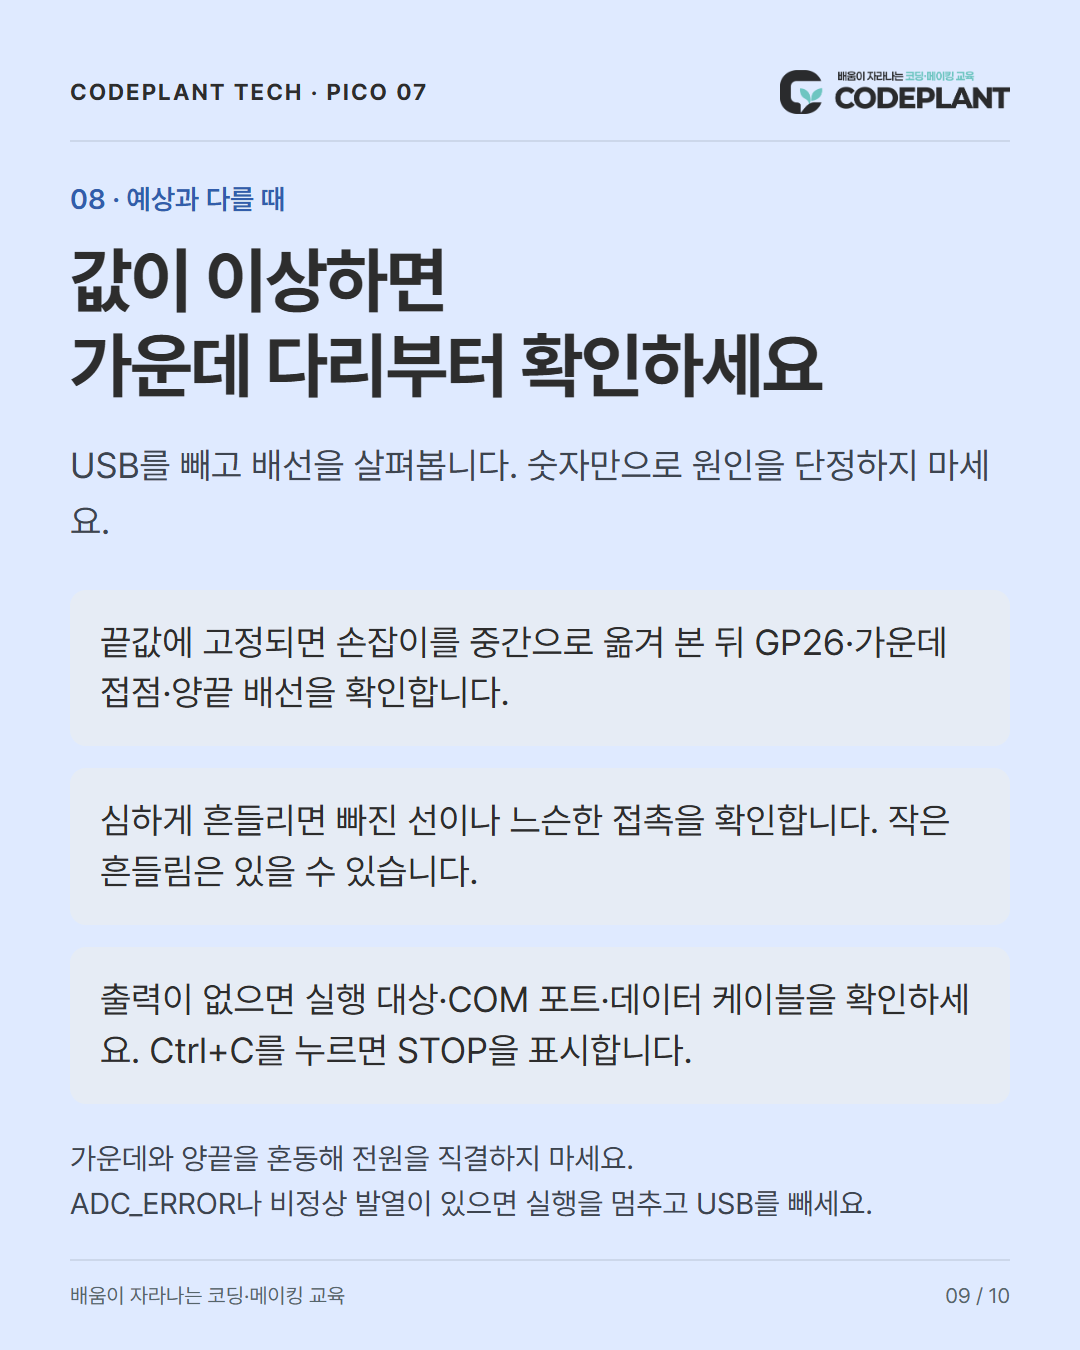 CODEPLANT TECH · PICO 07
배움이 자라나는 코딩·메이킹 교육
CODEPLANT
08 · 예상과 다를 때
값이 이상하면
가운데 다리부터 확인하세요
USB를 빼고 배선을 살펴봅니다. 숫자만으로 원인을 단정하지 마세
요.
끝값에 고정되면 손잡이를 중간으로 옮겨 본 뒤 GP26·가운데
접점·양끝 배선을 확인합니다.
심하게 흔들리면 빠진 선이나 느슨한 접촉을 확인합니다. 작은
흔들림은 있을 수 있습니다.
출력이 없으면 실행 대상·COM 포트·데이터 케이블을 확인하세
요. Ctrl+C를 누르면 STOP을 표시합니다.
가운데와 양끝을 혼동해 전원을 직결하지 마세요.
ADC_ERROR나 비정상 발열이 있으면 실행을 멈추고 USB를 빼세요.
배움이 자라나는 코딩·메이킹 교육
09 / 10